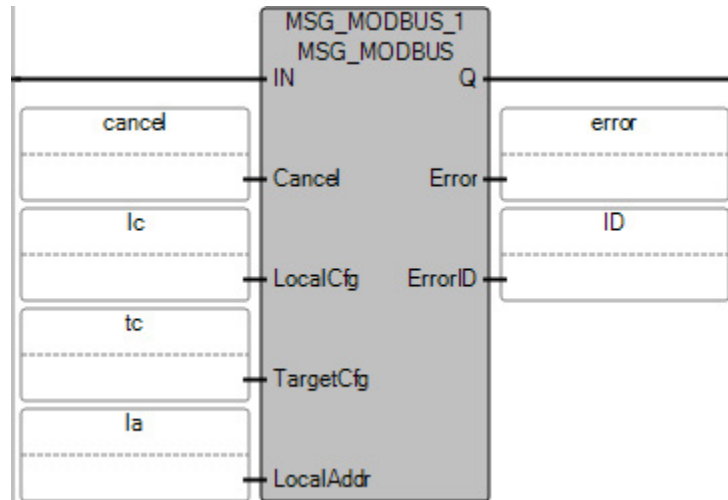 MSG_MODBUS_1
MSG_MODBUS
IN Q
cancel error
Cancel Error
lc ID
LocalCfg ErrorID
tc
TargetCfg
la
LocalAddr